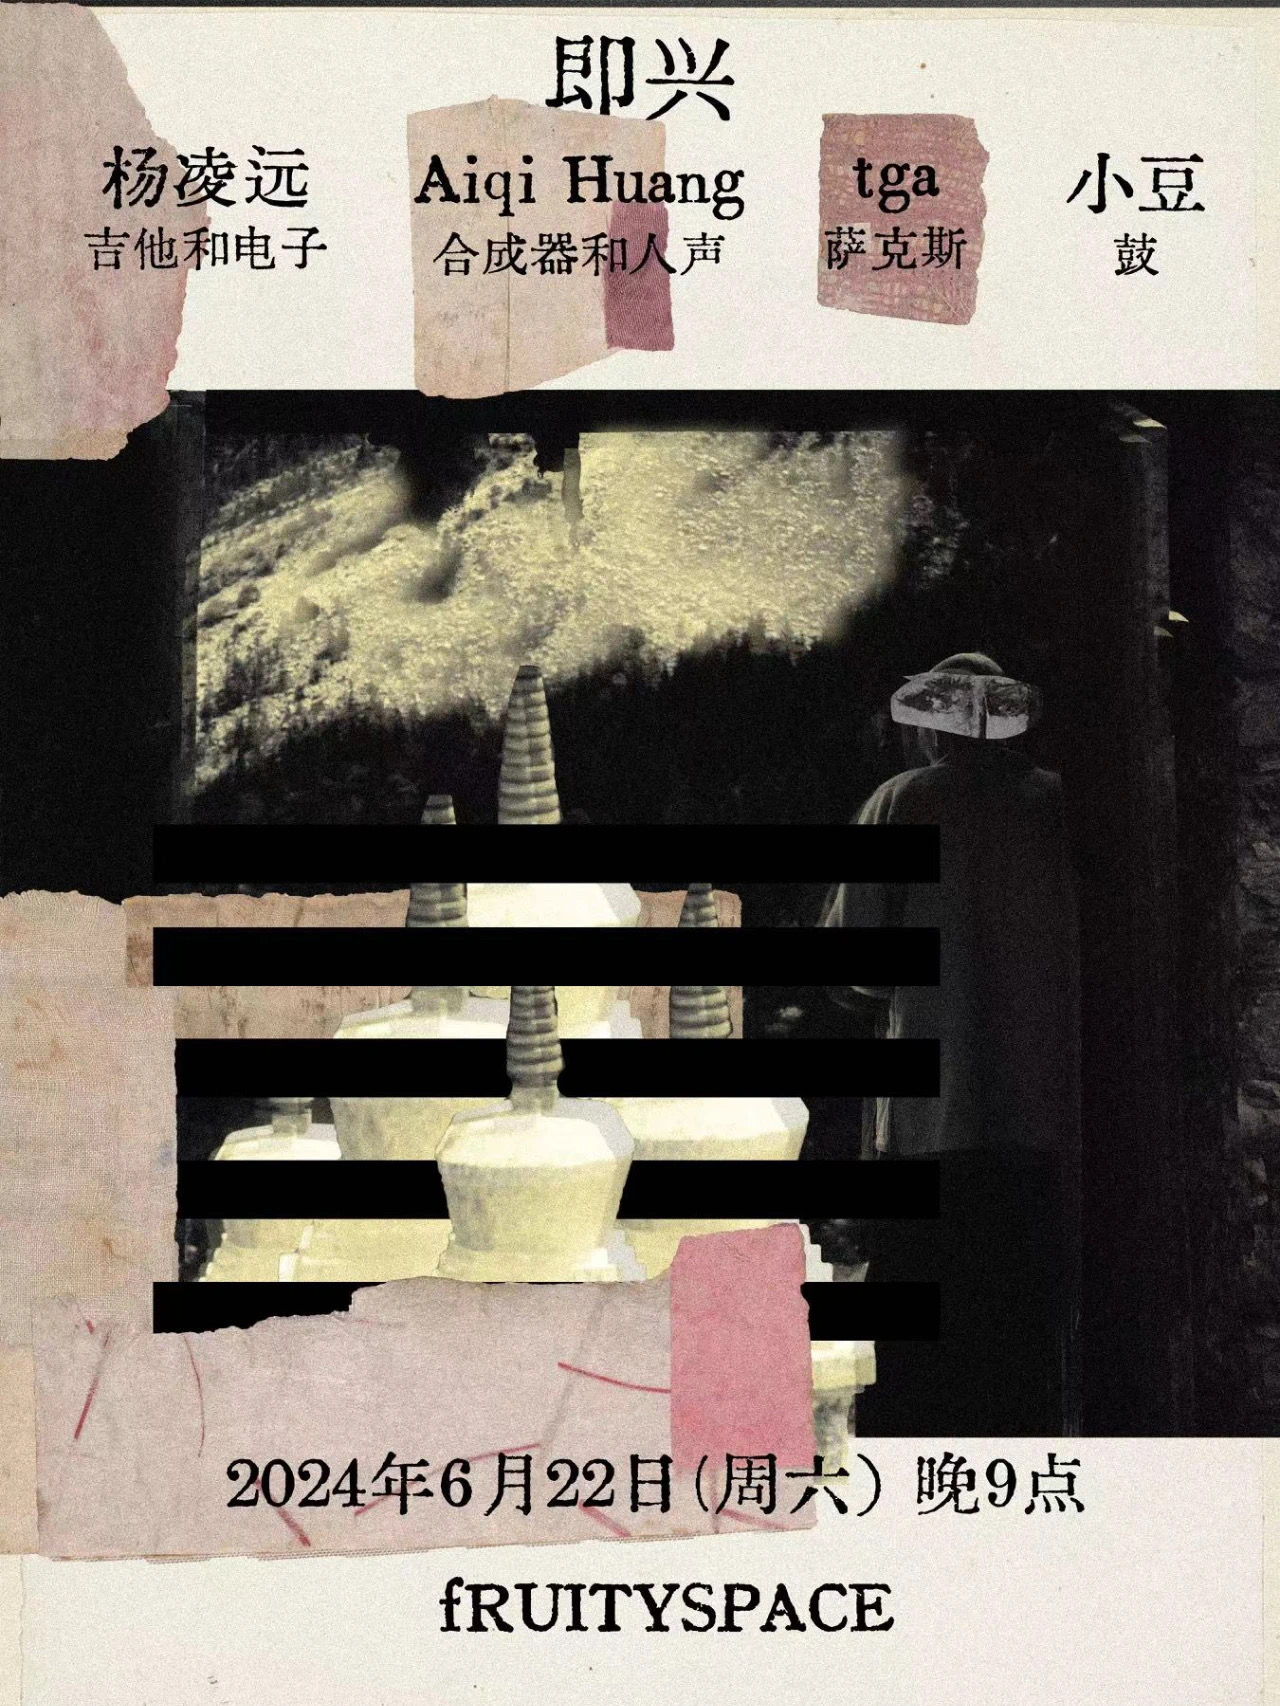 即兴
杨凌远 Aiqi Huang tga 小豆
吉他和电子 合成器和人声 萨克斯 鼓
2024年6月22日(周六) 晚9点
fRUITYSPACE